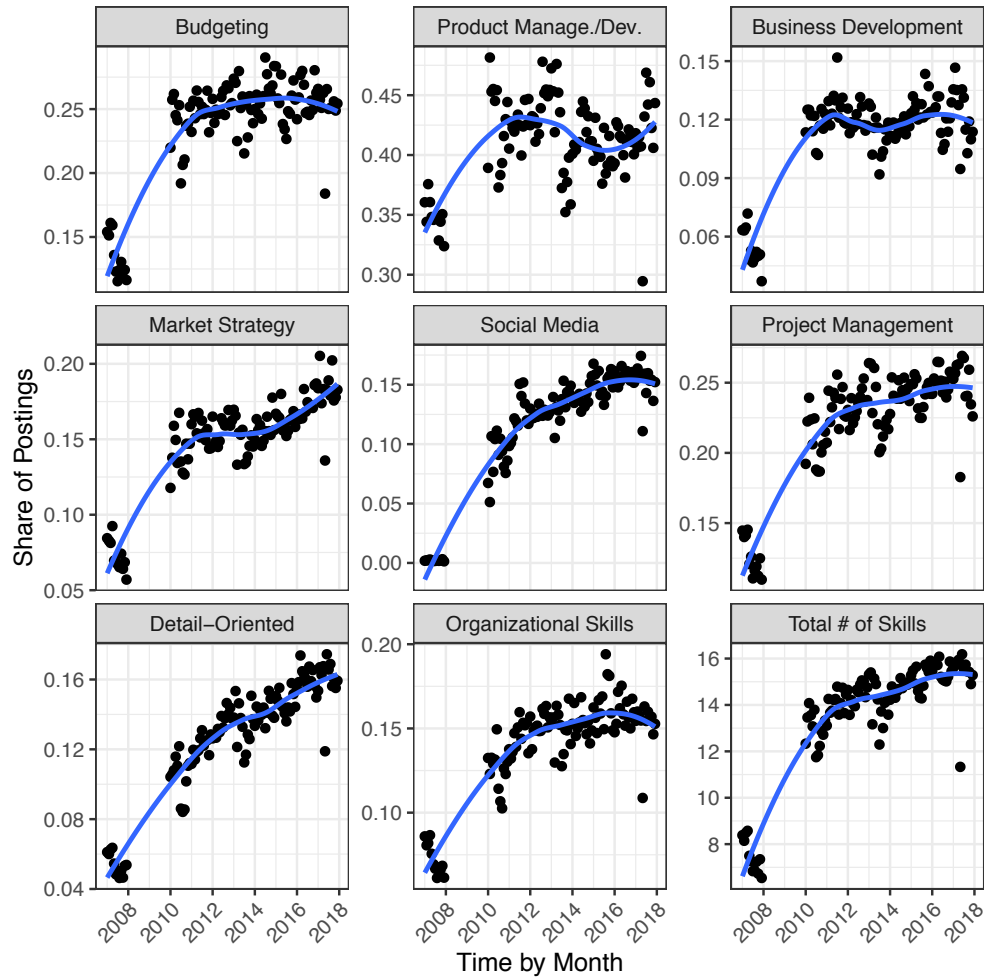 Budgeting
Product Manage./Dev.
Business Development
0.25
0.20
0.15
0.45
0.40
0.35
0.30
0.15
0.12
0.09
0.06
Market Strategy
Social Media
Project Management
0.20
0.15
0.10
0.05
0.15
0.10
0.05
0.00
0.25
0.20
0.15
Detail−Oriented
Organizational Skills
Total # of Skills
0.16
0.12
0.08
0.04
0.20
0.15
0.10
16
14
12
10
8
2008 2010 2012 2014 2016 2018
2008 2010 2012 2014 2016 2018
2008 2010 2012 2014 2016 2018
Share of Postings
Time by Month